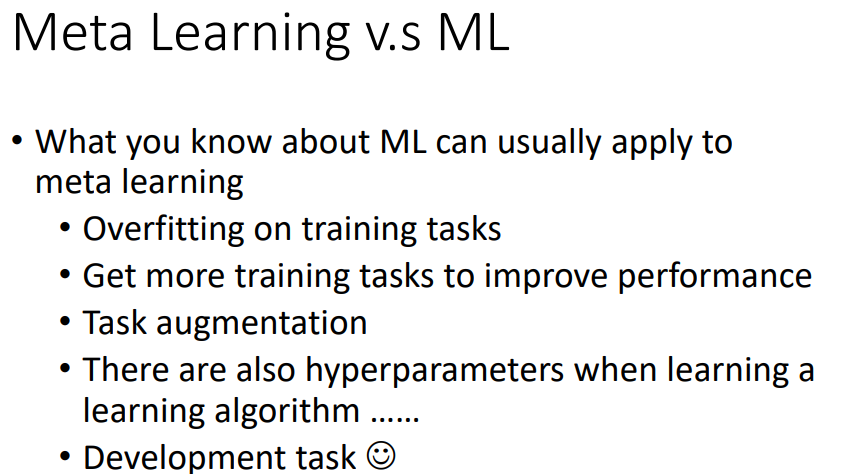 Meta Learning v.s ML
• What you know about ML can usually apply to
meta learning
• Overfitting on training tasks
• Get more training tasks to improve performance
• Task augmentation
• There are also hyperparameters when learning a
learning algorithm ......
• Development task ☺